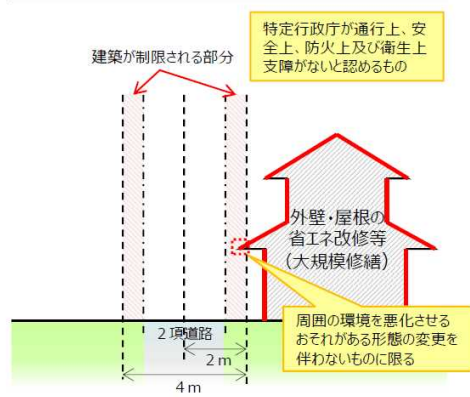 特定行政庁が通行上、安
全上、防火上及び衛生上
支障がないと認めるもの
建築が制限される部分
外壁・屋根の
省エネ改修等
（大規模修繕）
周囲の環境を悪化させる
おそれがある形態の変更を
伴わないものに限る
２項道路
2ｍ
4ｍ